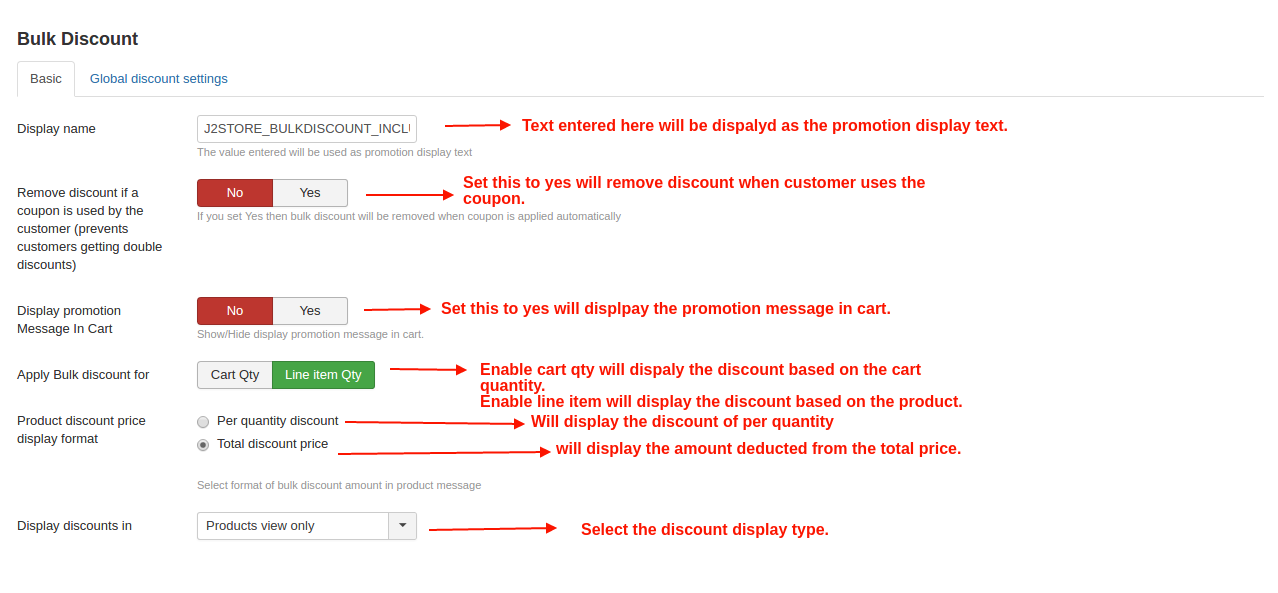 Bulk Discount
Basic
Global discount settings
Display name
J2STORE_BULKDISCOUNT_INCLU
Text entered here will be dispalyd as the promotion display text.
The value entered will be used as promotion display text
Remove discount if a
coupon is used by the
customer (prevents
customers getting double
discounts)
No
Yes
Set this to yes will remove discount when customer uses the
coupon.
If you set Yes then bulk discount will be removed when coupon is applied automatically
Display promotion
Message In Cart
No
Yes
Set this to yes will displpay the promotion message in cart.
Show/Hide display promotion message in cart.
Apply Bulk discount for
Cart Qty
Line item Qty
Enable cart qty will dispaly the discount based on the cart
quantity.
Enable line item will display the discount based on the product.
Product discount price
display format
Per quantity discount
Will display the discount of per quantity
Total discount price
will display the amount deducted from the total price.
Select format of bulk discount amount in product message
Display discounts in
Products view only
Select the discount display type.